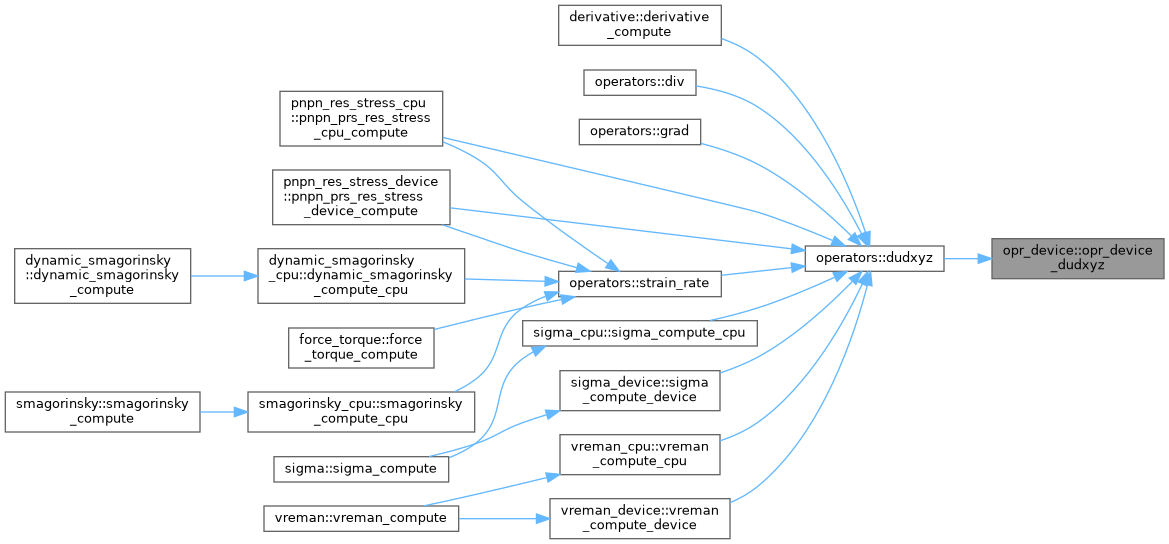 derivative::derivative
_compute
operators::div
operators::grad
pnpn_res_stress_cpu
::pnpn_prs_res_stress
_cpu_compute
pnpn_res_stress_device
::pnpn_prs_res_stress
_device_compute
operators::dudxyz
opr_device::opr_device
_dudxyz
dynamic_smagorinsky
::dynamic_smagorinsky
_compute
dynamic_smagorinsky
_cpu::dynamic_smagorinsky
_compute_cpu
operators::strain_rate
force_torque::force
_torque_compute
sigma_cpu::sigma_compute_cpu
sigma_device::sigma
_compute_device
smagorinsky::smagorinsky
_compute
smagorinsky_cpu::smagorinsky
_compute_cpu
vreman_cpu::vreman
_compute_cpu
sigma::sigma_compute
vreman::vreman_compute
vreman_device::vreman
_compute_device